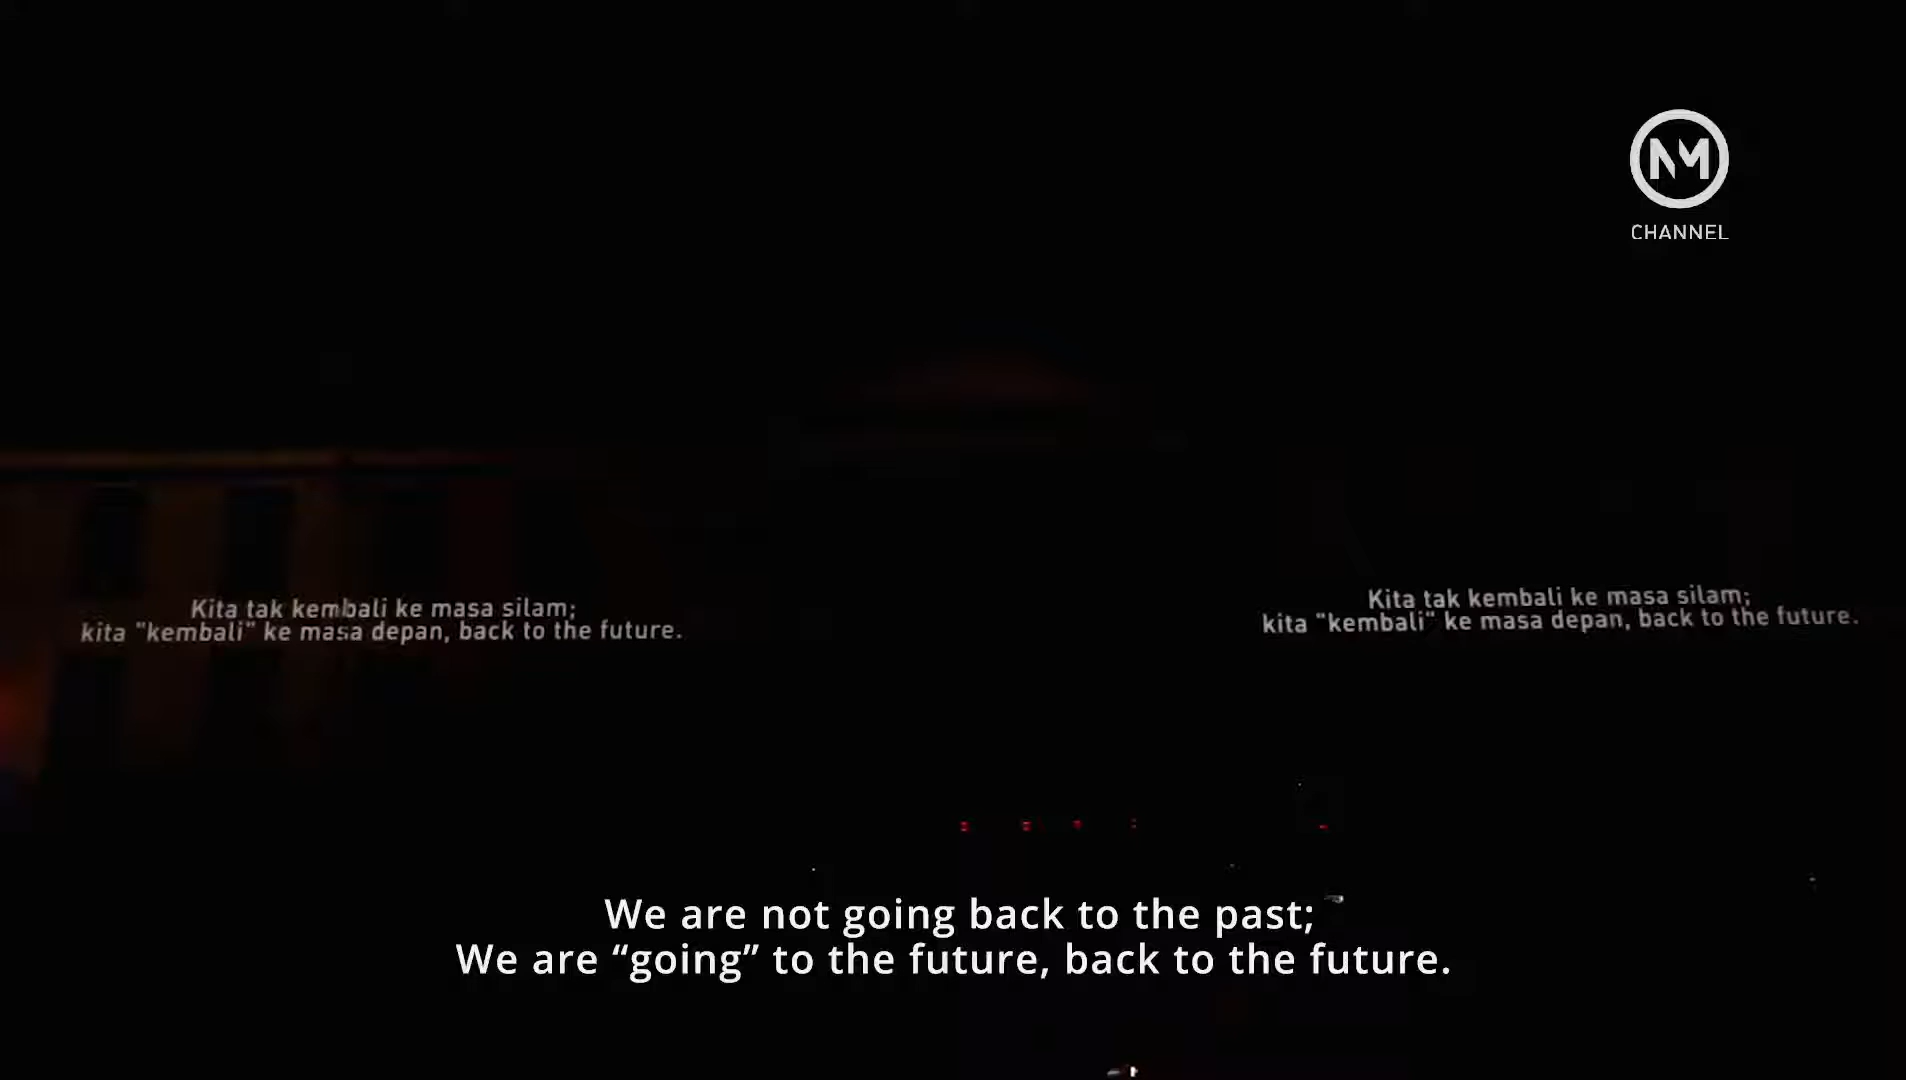 NM
CHANNEL
Kita tak kembali ke masa silam;
kita "kembali" ke masa depan, back to the future.
Kita tak kembali ke masa silam;
kita "kembali" ke masa depan, back to the future.
We are not going back to the past;
We are “going” to the future, back to the future.